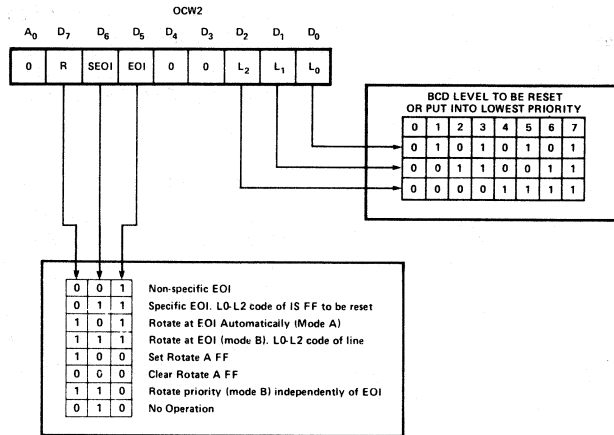 OCW2
A0 D7 D6 D5 D4 D3 D2 D1 D0
0 R SEOI EOI 0 0 L2 L1 L0
BCD LEVEL TO BE RESET
OR PUT INTO LOWEST PRIORITY
0 1 2 3 4 5 6 7
0 1 0 1 0 1 0 1
0 0 1 1 0 0 1 1
0 0 0 0 1 1 1 1
0 0 1 Non-specific EOI
0 1 1 Specific EOI. L0-L2 code of IS FF to be reset
1 0 1 Rotate at EOI Automatically (Mode A)
1 1 1 Rotate at EOI (mode B). L0-L2 code of line
1 0 0 Set Rotate A FF
0 0 0 Clear Rotate A FF
1 1 0 Rotate priority (mode B) independently of EOI
0 1 0 No Operation